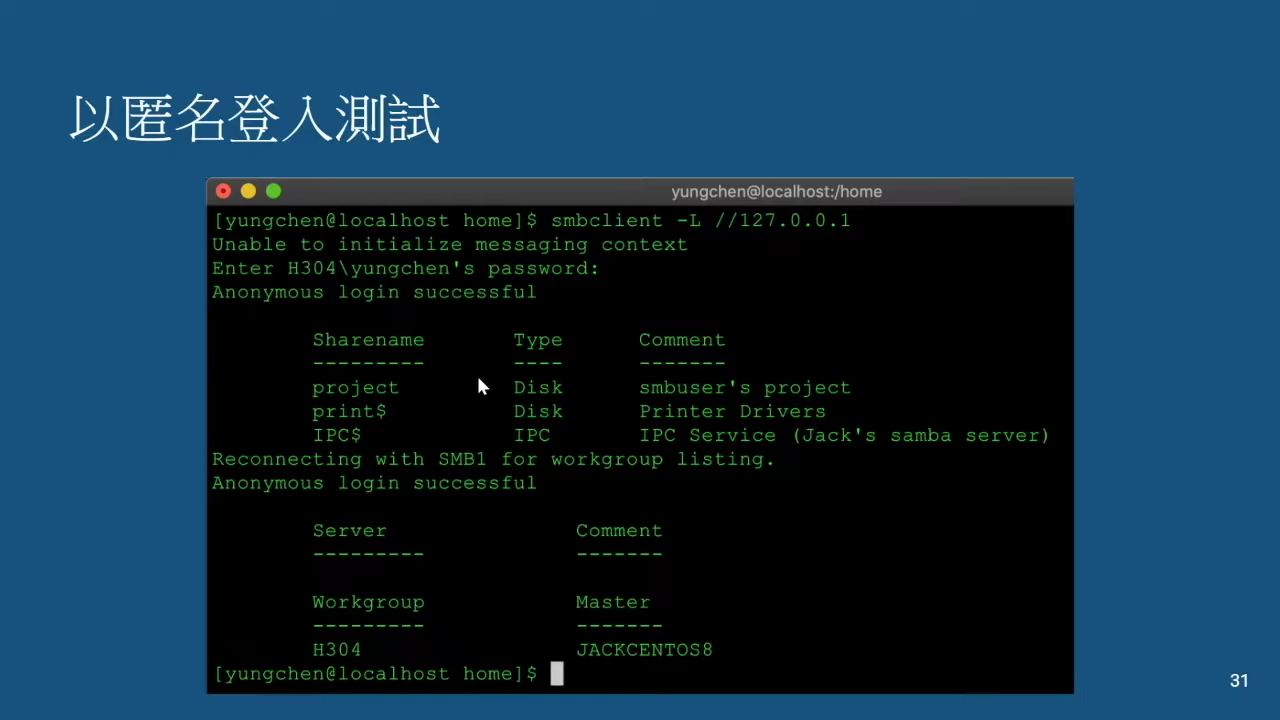 以匿名登入測試
yungchen@localhost:/home
[yungchen@localhost home]$ smbclient -L //127.0.0.1
Unable to initialize messaging context
Enter H304\yungchen's password:
Anonymous login successful
Sharename Type Comment
--------- ---- -------
project Disk smbuser's project
print$ Disk Printer Drivers
IPC$ IPC IPC Service (Jack's samba server)
Reconnecting with SMB1 for workgroup listing.
Anonymous login successful
Server Comment
--------- -------
Workgroup Master
--------- -------
H304 JACKCENTOS8
[yungchen@localhost home]$
31